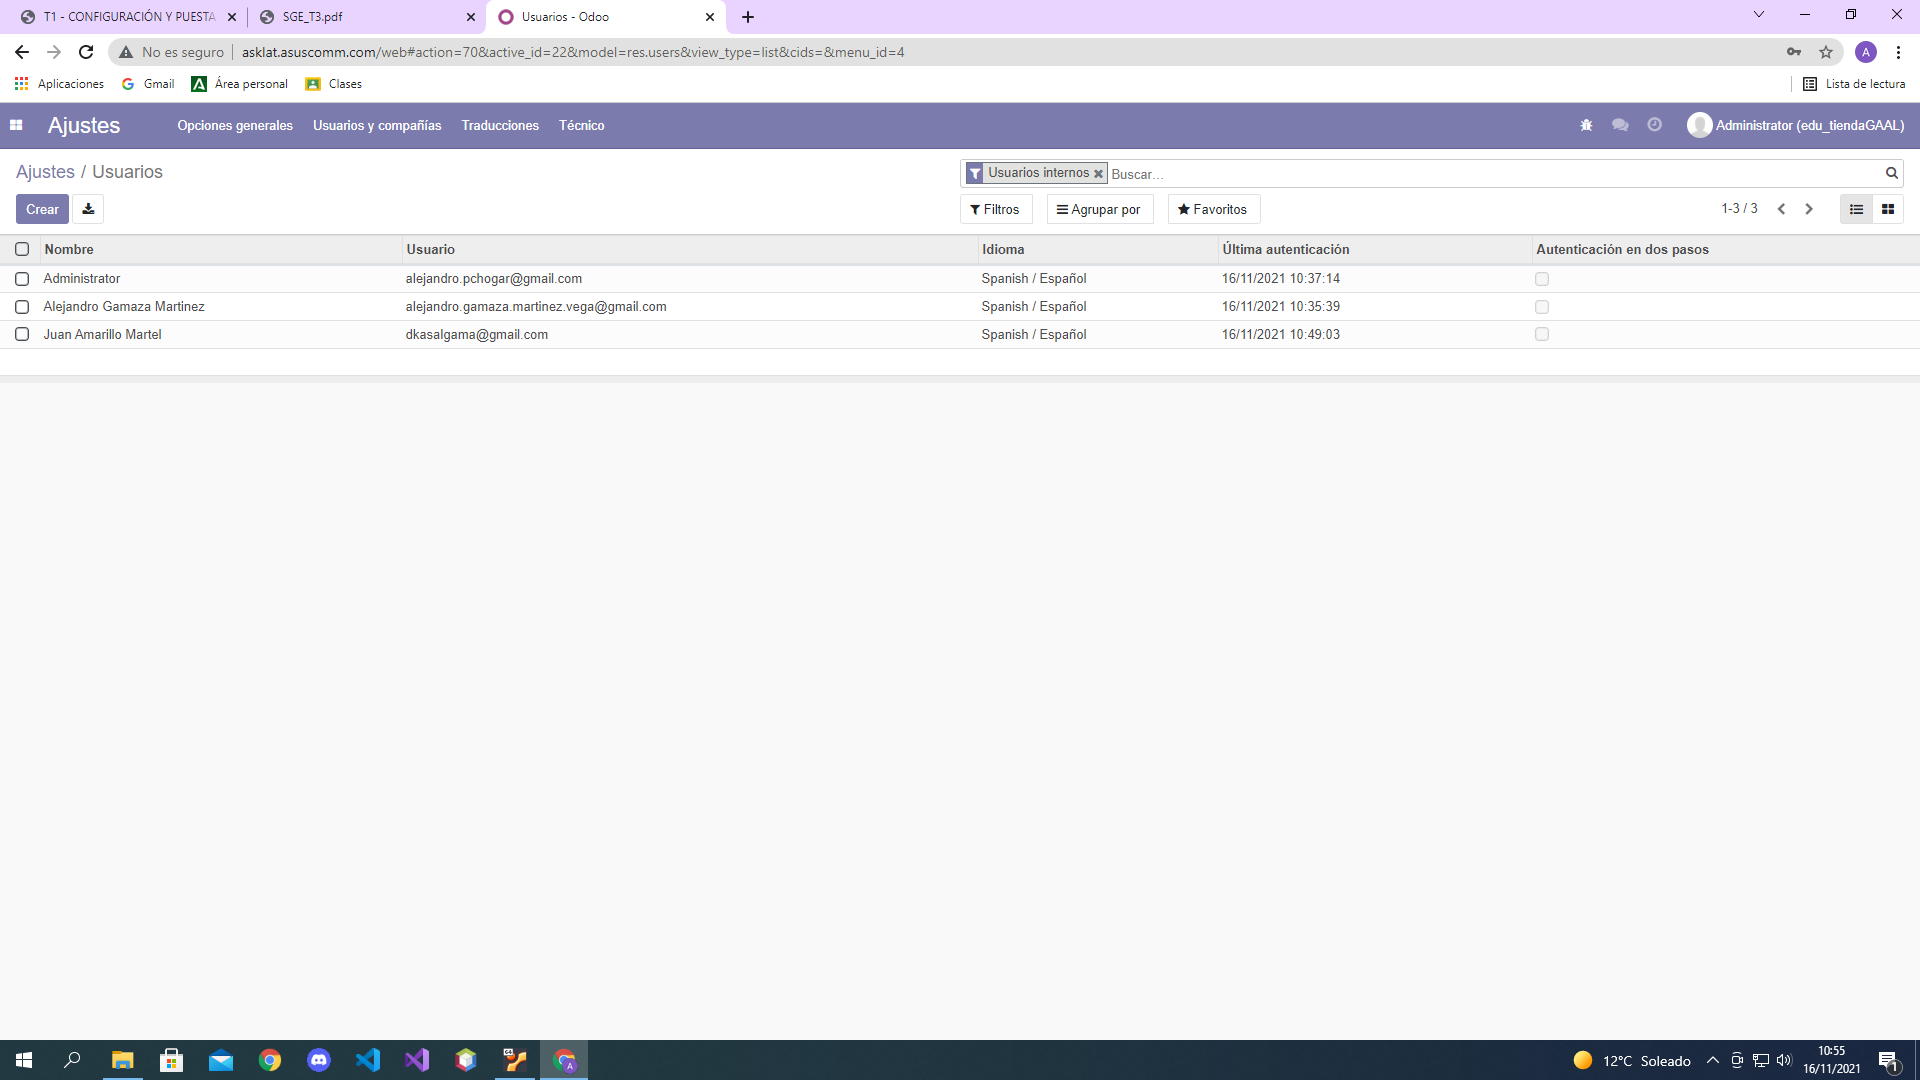 T1 - CONFIGURACIÓN Y PUESTA
SGE_T3.pdf
Usuarios - Odoo
No es seguro
asklat.asuscomm.com/web#action=70&active_id=22&model=res.users&view_type=list&cids=&menu_id=4
A
Aplicaciones
Gmail
Área personal
Clases
Lista de lectura
Ajustes
Opciones generales
Usuarios y compañías
Traducciones
Técnico
Administrator (edu_tiendaGAAL)
Ajustes / Usuarios
Usuarios internos
Buscar...
Crear
Filtros
Agrupar por
Favoritos
1-3 / 3
Nombre Usuario Idioma Última autenticación Autenticación en dos pasos
Administrator alejandro.pchogar@gmail.com Spanish / Español 16/11/2021 10:37:14
Alejandro Gamaza Martinez alejandro.gamaza.martinez.vega@gmail.com Spanish / Español 16/11/2021 10:35:39
Juan Amarillo Martel dkasalgama@gmail.com Spanish / Español 16/11/2021 10:49:03
12°C Soleado
10:55
16/11/2021
1